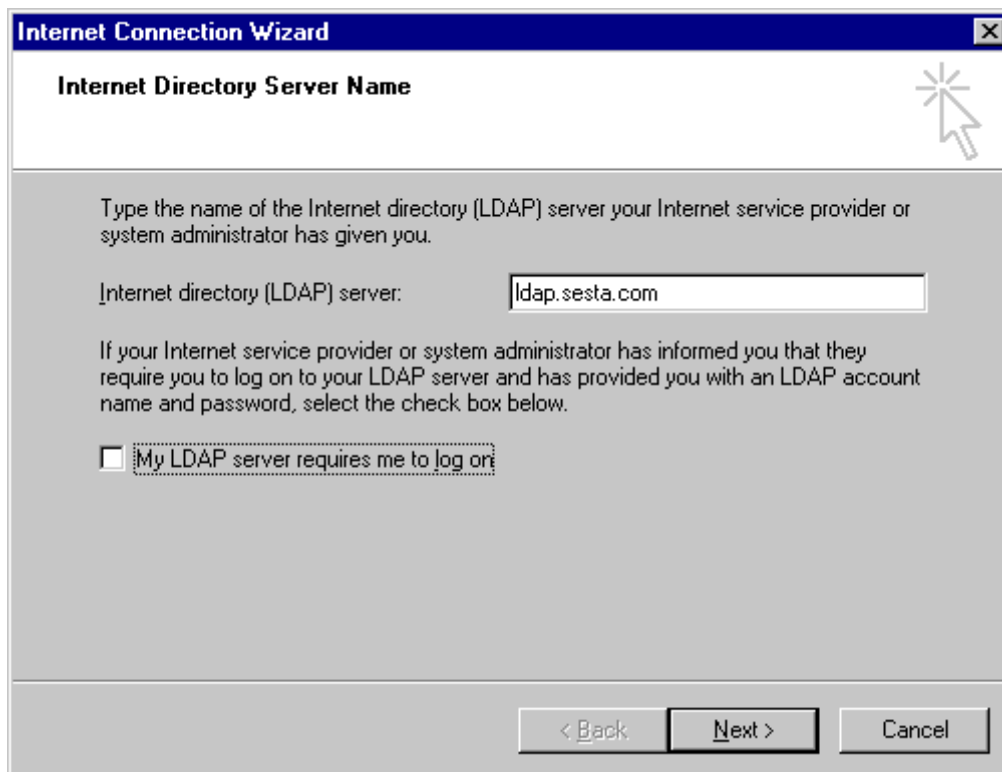 Internet Connection Wizard
Internet Directory Server Name
Type the name of the Internet directory (LDAP) server your Internet service provider or
system administrator has given you.
Internet directory (LDAP) server:
ldap.sesta.com
If your Internet service provider or system administrator has informed you that they
require you to log on to your LDAP server and has provided you with an LDAP account
name and password, select the check box below.
My LDAP server requires me to log on
< Back
Next >
Cancel